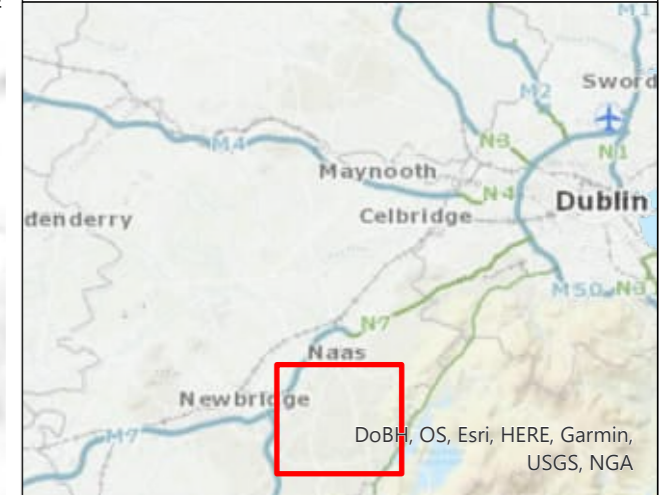 M1
Sword
M2
N3
N1
M4
Maynooth
N4
Dublin
denderry
Celbridge
M50
N7
Naas
Newbridge
M7
DoBH, OS, Esri, HERE, Garmin,
USGS, NGA